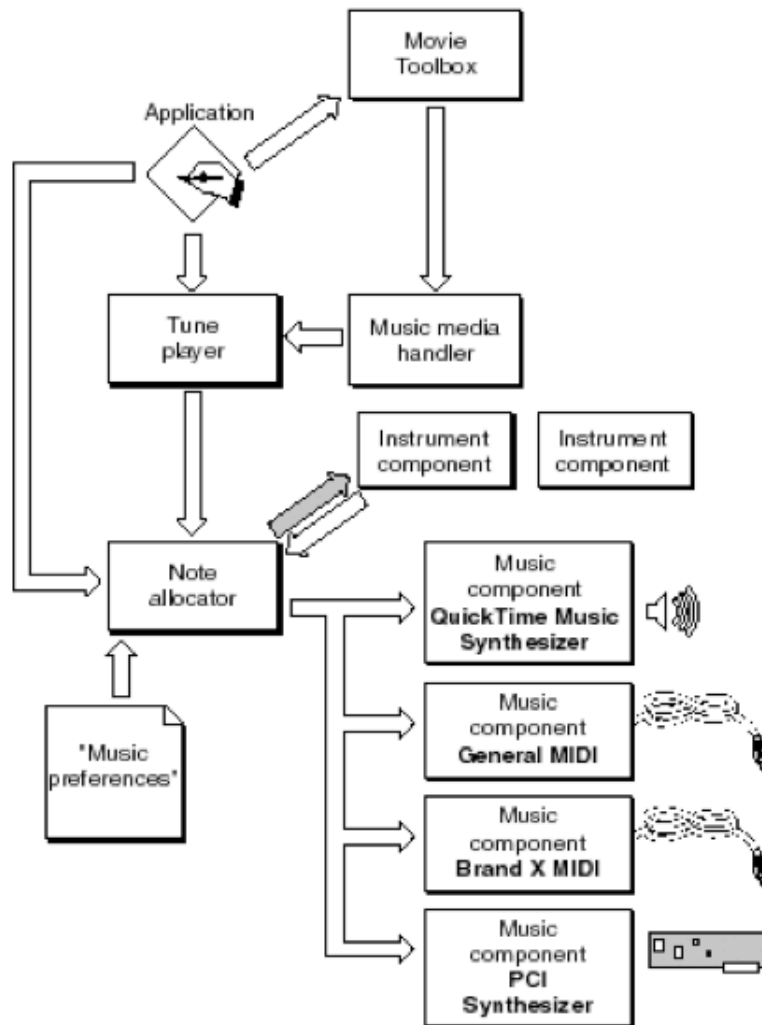 Movie
Toolbox
Application
Tune
player
Music media
handler
Instrument
component
Instrument
component
Note
allocator
Music
component
QuickTime Music
Synthesizer
"Music
preferences"
Music
component
General MIDI
Music
component
Brand X MIDI
Music
component
PCI
Synthesizer